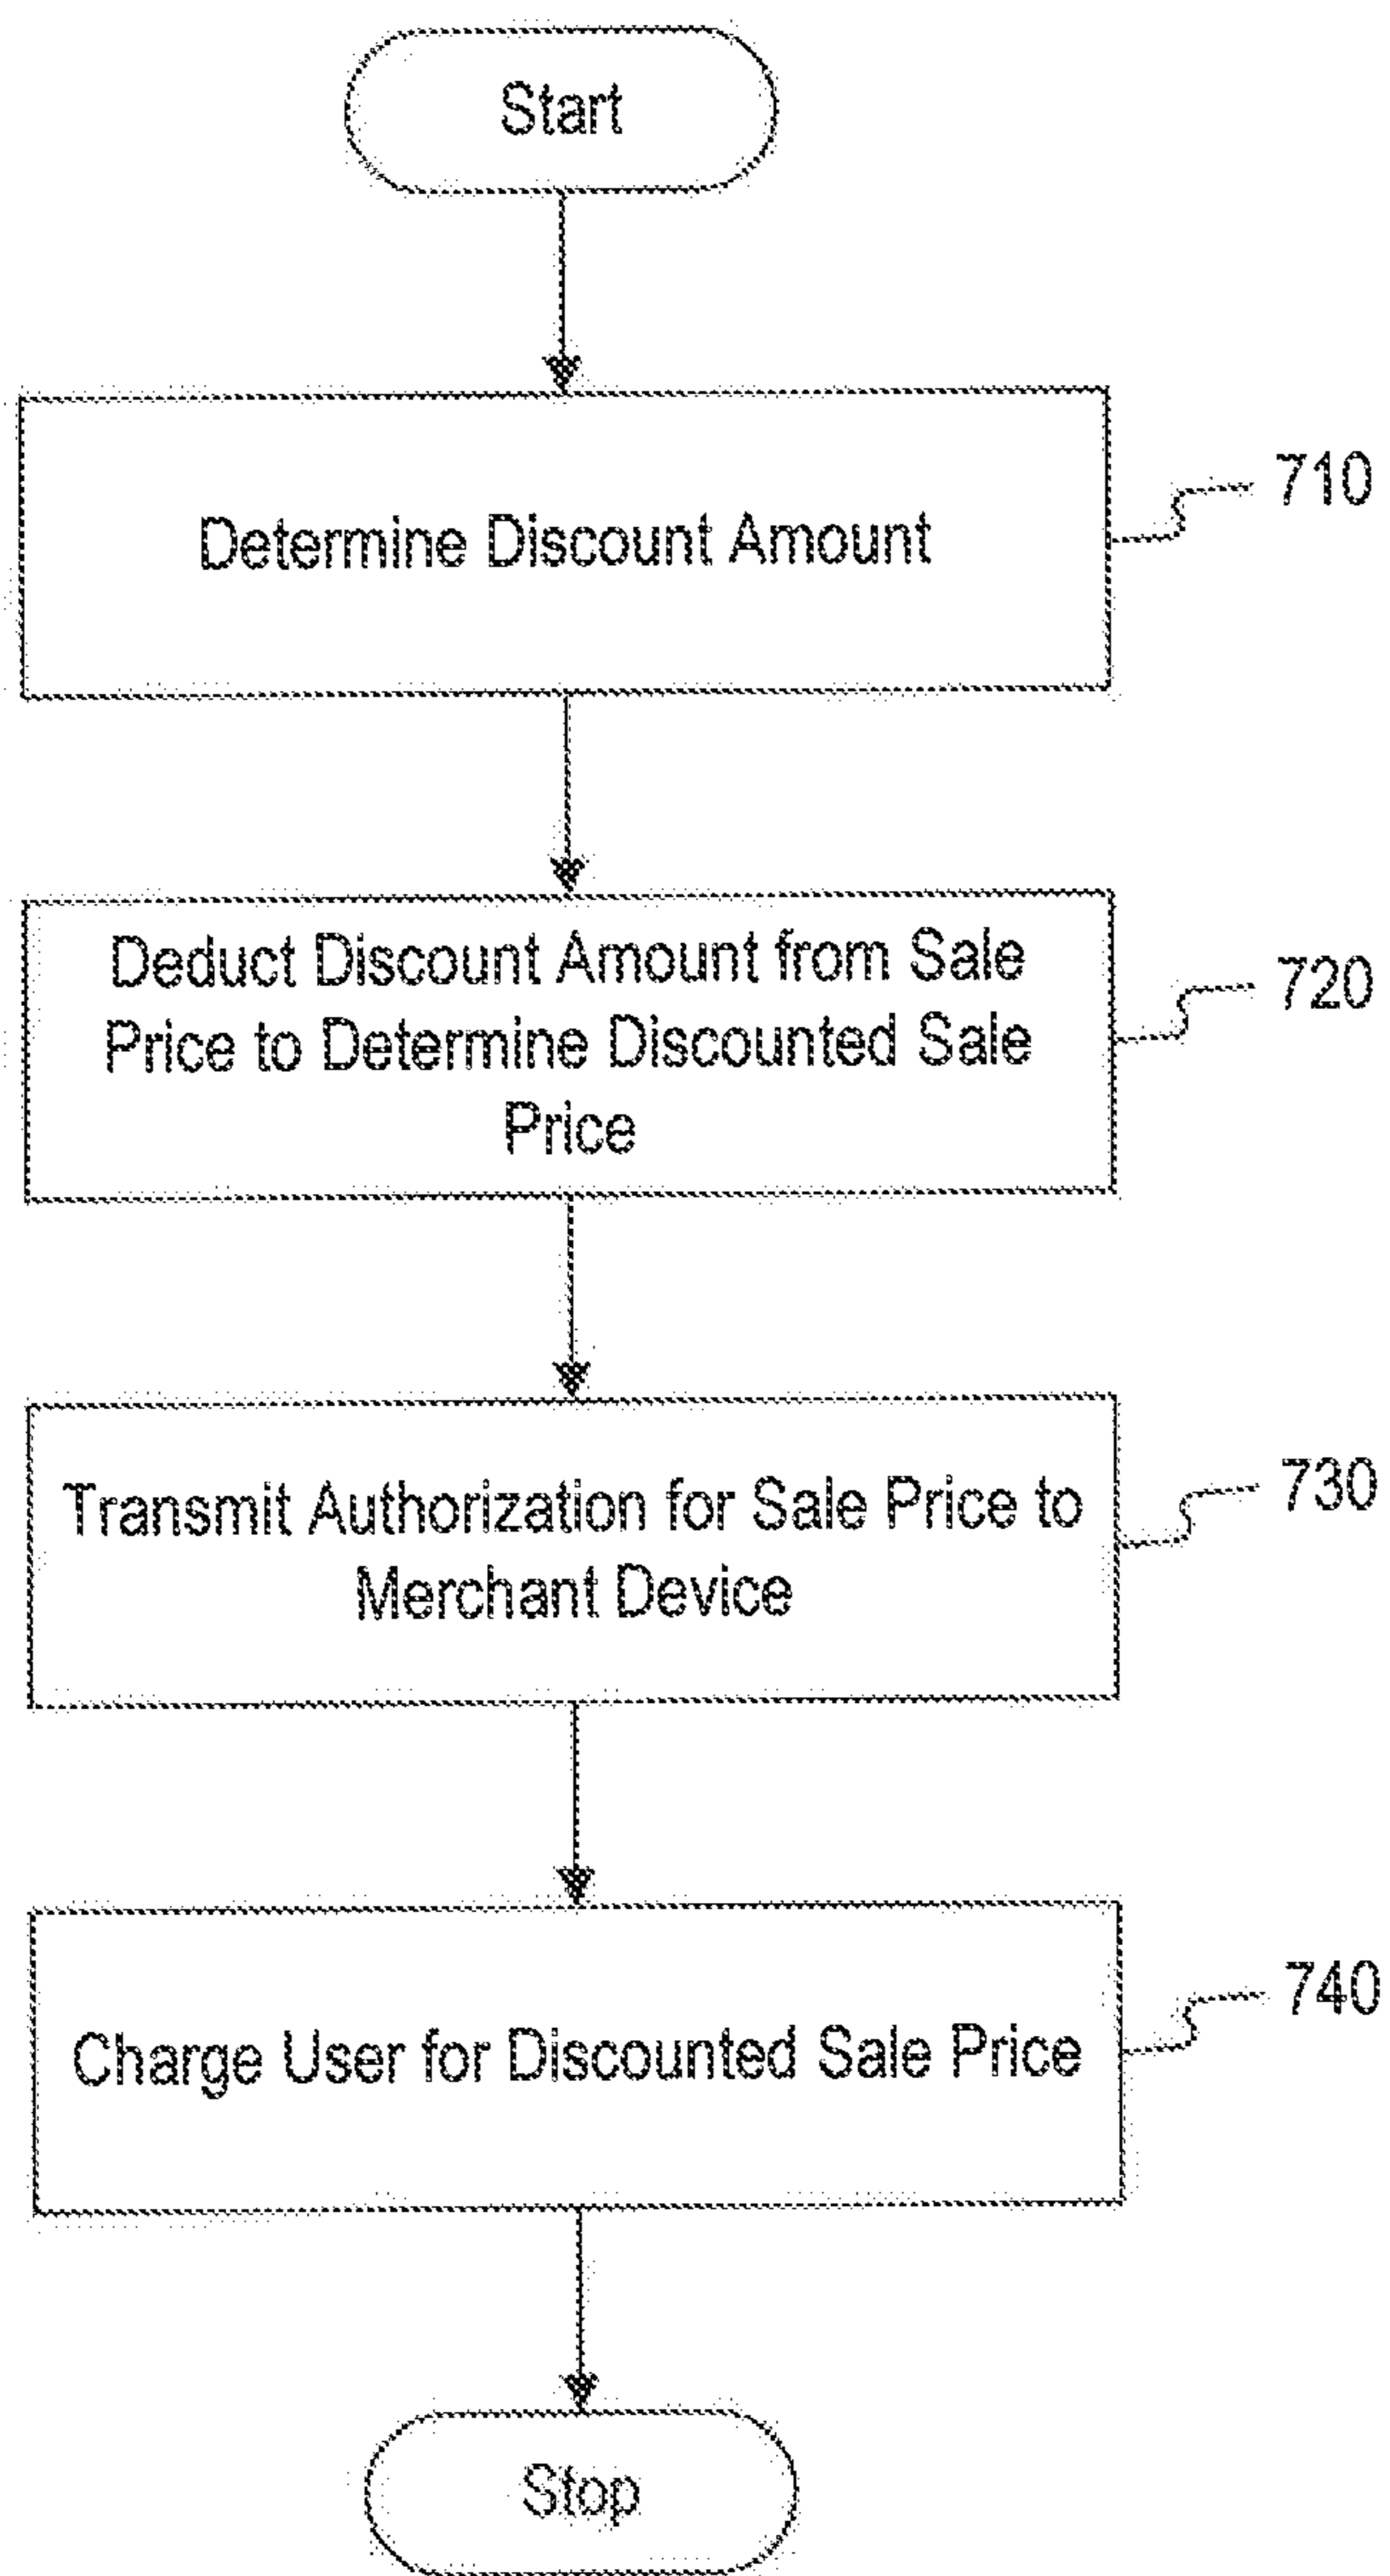 Start
Determine Discount Amount
710
Deduct Discount Amount from Sale
Price to Determine Discounted Sale
Price
720
Transmit Authorization for Sale Price to
Merchant Device
730
Charge User for Discounted Sale Price
740
Stop